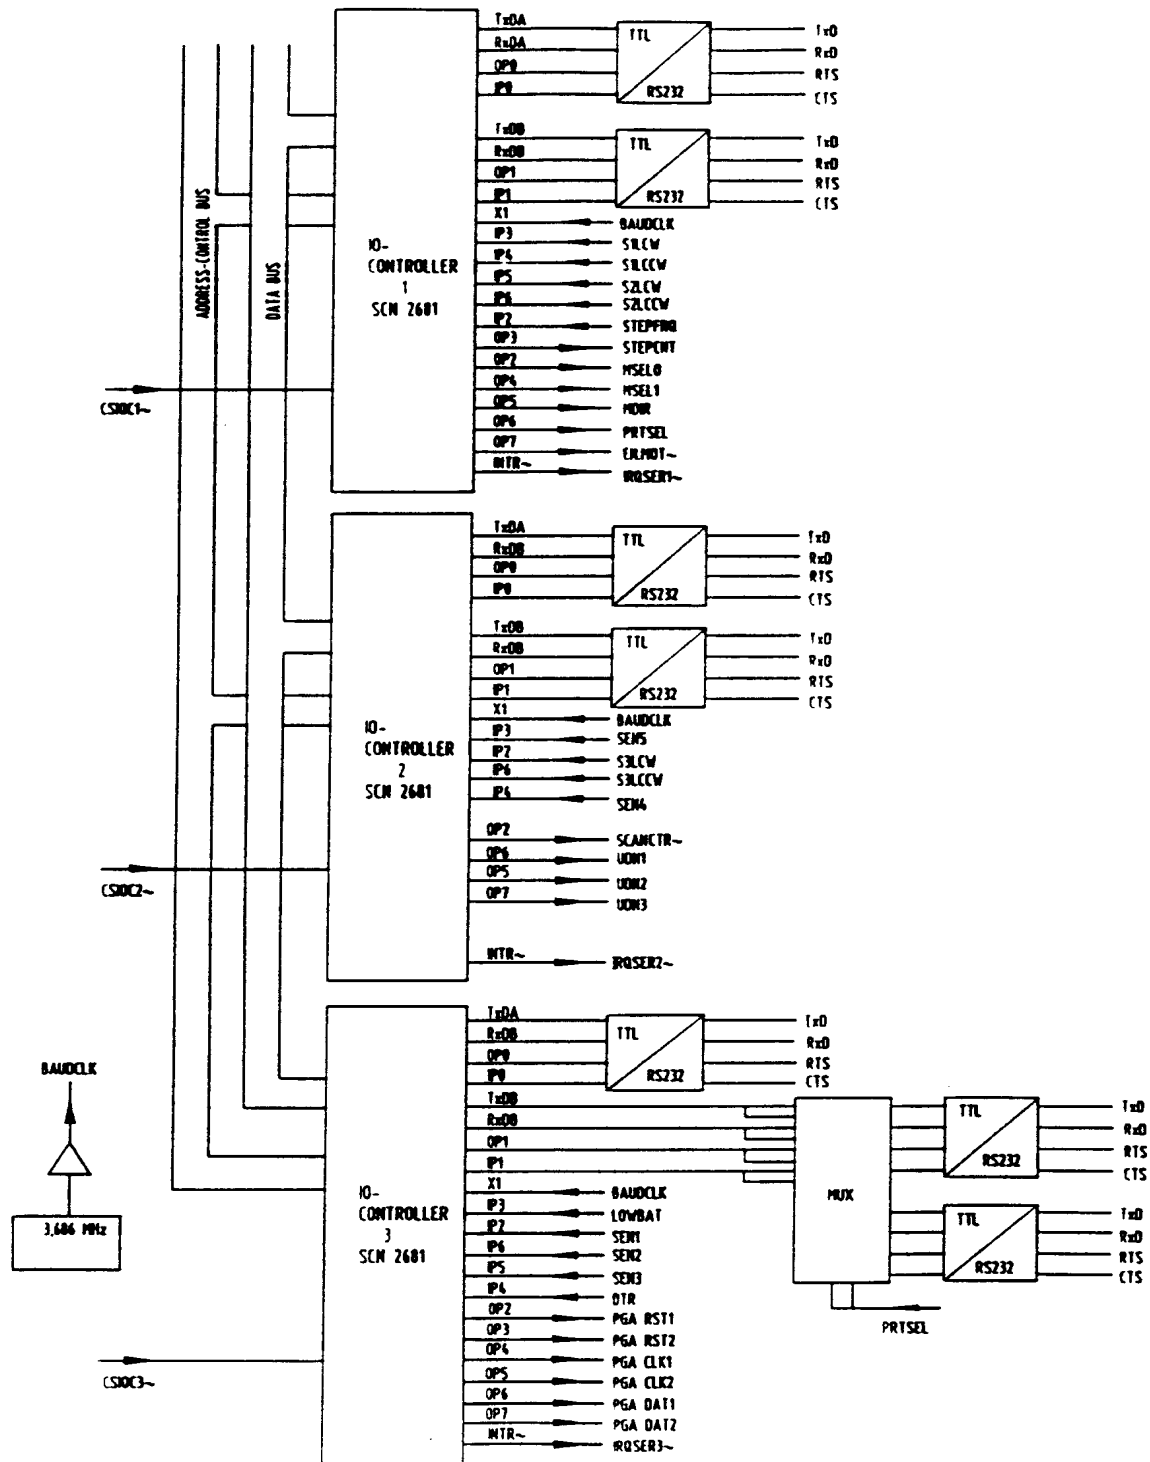 TxDA
TTL
RS232
TxD
RxDA
RxD
OP0
RTS
IP0
CTS
TxDB
TTL
RS232
TxD
RxDB
RxD
OP1
RTS
IP1
CTS
ADDRESS-CONTROL BUS
DATA BUS
IO-
CONTROLLER
1
SCN 2681
X1
BAUDCLK
IP3
S1LCW
IP4
S1LCCW
IP5
S2LCW
IP6
S2LCCW
IP2
STEPFRQ
OP3
STEPCNT
OP2
MSEL0
OP4
MSEL1
OP5
MDIR
OP6
PRTSEL
OP7
ENLMOT~
INTR~
IRQSER1~
CSIOC1~
TxDA
TTL
RS232
TxD
RxDB
RxD
OP0
RTS
IP0
CTS
TxDB
TTL
RS232
TxD
RxDB
RxD
OP1
RTS
IP1
CTS
IO-
CONTROLLER
2
SCN 2681
X1
BAUDCLK
IP3
SEN5
IP2
S3LCW
IP6
S3LCCW
IP4
SEN4
OP2
SCANCTR~
OP6
UDN1
OP5
UDN2
OP7
UDN3
INTR~
IRQSER2~
CSIOC2~
TxDA
TTL
RS232
TxD
RxDB
RxD
OP0
RTS
IP0
CTS
TxDB
RxDB
OP1
IP1
MUX
TTL
RS232
TxD
RxD
RTS
CTS
TTL
RS232
TxD
RxD
RTS
CTS
PRTSEL
BAUDCLK
3,686 MHz
IO-
CONTROLLER
3
SCN 2681
X1
BAUDCLK
IP3
LOWBAT
IP2
SEN1
IP6
SEN2
IP5
SEN3
IP4
DTR
OP2
PGA RST1
OP3
PGA RST2
OP4
PGA CLK1
OP5
PGA CLK2
OP6
PGA DAT1
OP7
PGA DAT2
INTR~
IRQSER3~
CSIOC3~